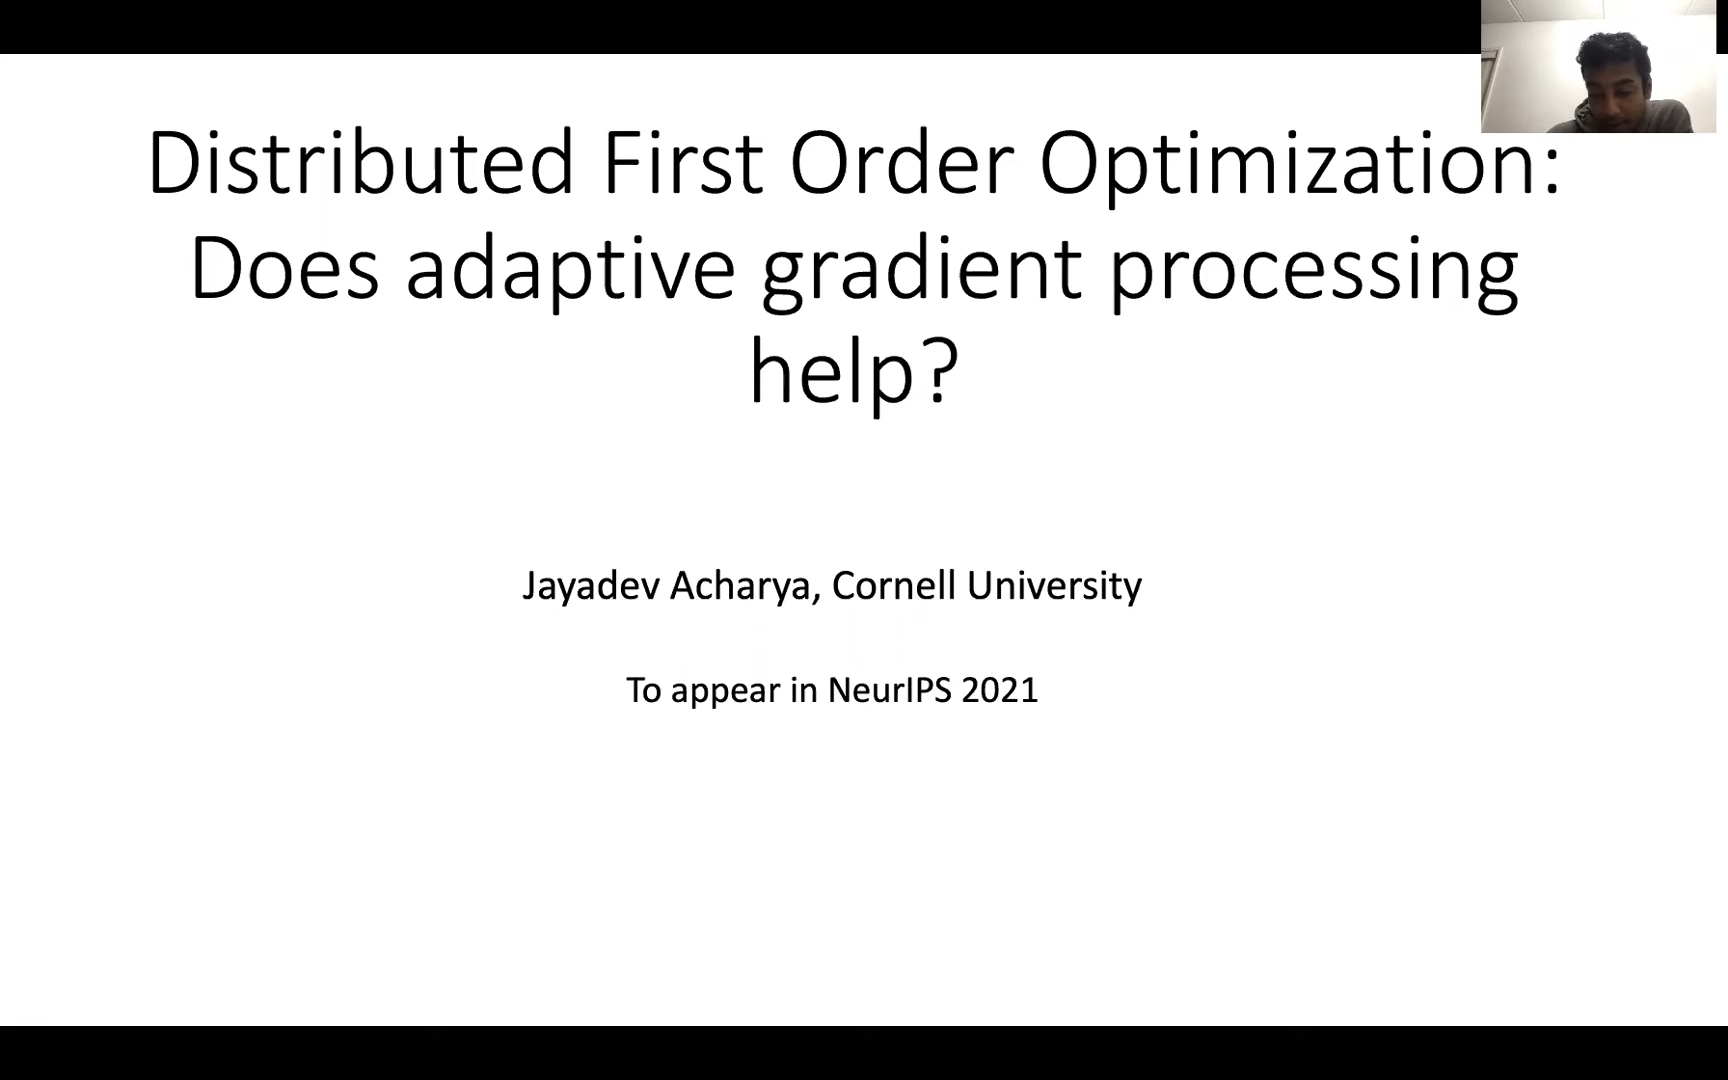 Distributed First Order Optimization:
Does adaptive gradient processing
help?
Jayadev Acharya, Cornell University
To appear in NeurIPS 2021